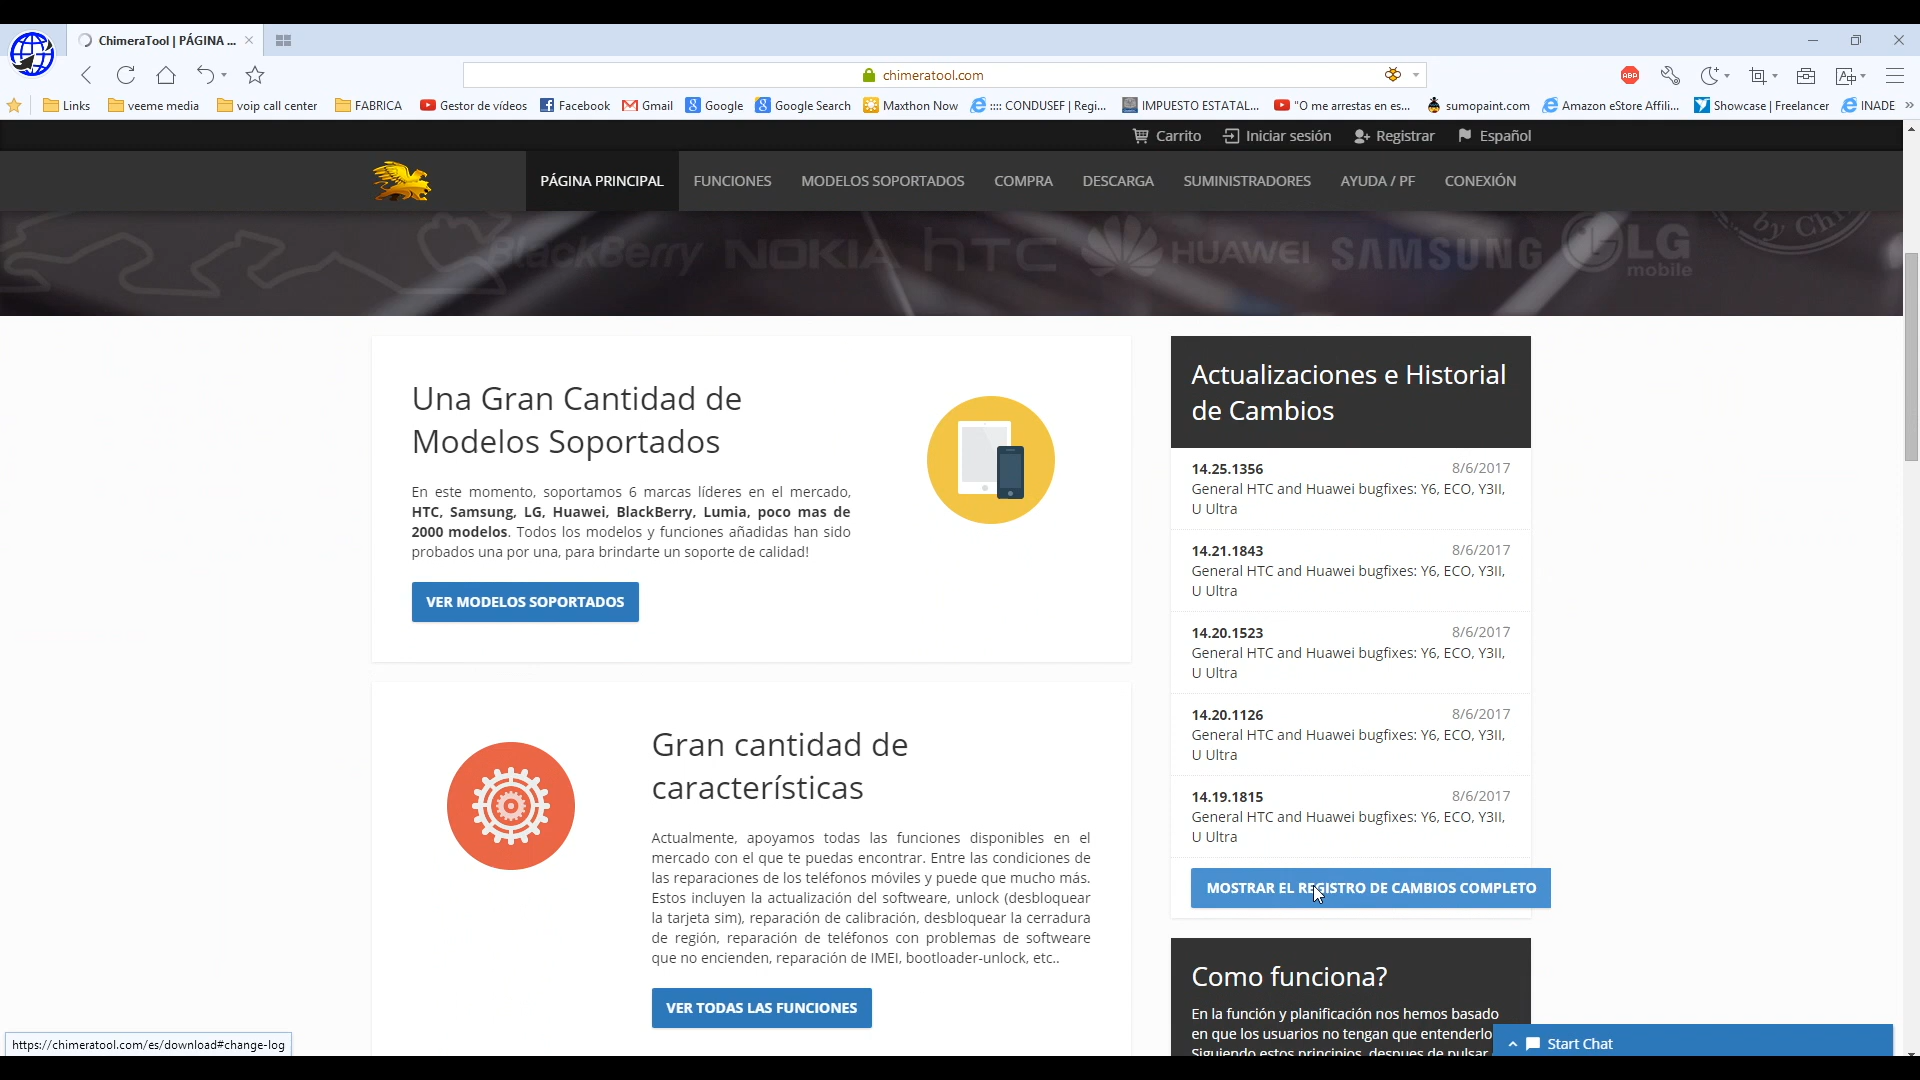 ChimeraTool | PÁGINA ...
chimeratool.com
ABP
Links
veeme media
voip call center
FABRICA
Gestor de vídeos
Facebook
Gmail
Google
Google Search
Maxthon Now
:::: CONDUSEF | Regi...
IMPUESTO ESTATAL...
"O me arrestas en es...
sumopaint.com
Amazon eStore Affili...
Showcase | Freelancer
INADE
Carrito
Iniciar sesión
Registrar
Español
PÁGINA PRINCIPAL
FUNCIONES
MODELOS SOPORTADOS
COMPRA
DESCARGA
SUMINISTRADORES
AYUDA / PF
CONEXIÓN
BlackBerry
NOKIA
hTC
HUAWEI
SAMSUNG
LG
mobile
Una Gran Cantidad de
Modelos Soportados
En este momento, soportamos 6 marcas líderes en el mercado,
HTC, Samsung, LG, Huawei, BlackBerry, Lumia, poco mas de
2000 modelos. Todos los modelos y funciones añadidas han sido
probados una por una, para brindarte un soporte de calidad!
VER MODELOS SOPORTADOS
Gran cantidad de
características
Actualmente, apoyamos todas las funciones disponibles en el
mercado con el que te puedas encontrar. Entre las condiciones de
las reparaciones de los teléfonos móviles y puede que mucho más.
Estos incluyen la actualización del softweare, unlock (desbloquear
la tarjeta sim), reparación de calibración, desbloquear la cerradura
de región, reparación de teléfonos con problemas de softweare
que no encienden, reparación de IMEI, bootloader-unlock, etc..
VER TODAS LAS FUNCIONES
Actualizaciones e Historial
de Cambios
14.25.1356 8/6/2017
General HTC and Huawei bugfixes: Y6, ECO, Y3II,
U Ultra
14.21.1843 8/6/2017
General HTC and Huawei bugfixes: Y6, ECO, Y3II,
U Ultra
14.20.1523 8/6/2017
General HTC and Huawei bugfixes: Y6, ECO, Y3II,
U Ultra
14.20.1126 8/6/2017
General HTC and Huawei bugfixes: Y6, ECO, Y3II,
U Ultra
14.19.1815 8/6/2017
General HTC and Huawei bugfixes: Y6, ECO, Y3II,
U Ultra
MOSTRAR EL REGISTRO DE CAMBIOS COMPLETO
Como funciona?
En la función y planificación nos hemos basado
en que los usuarios no tengan que entenderlo
Siguiendo estos principios, despues de pulsar
Start Chat
https://chimeratool.com/es/download#change-log